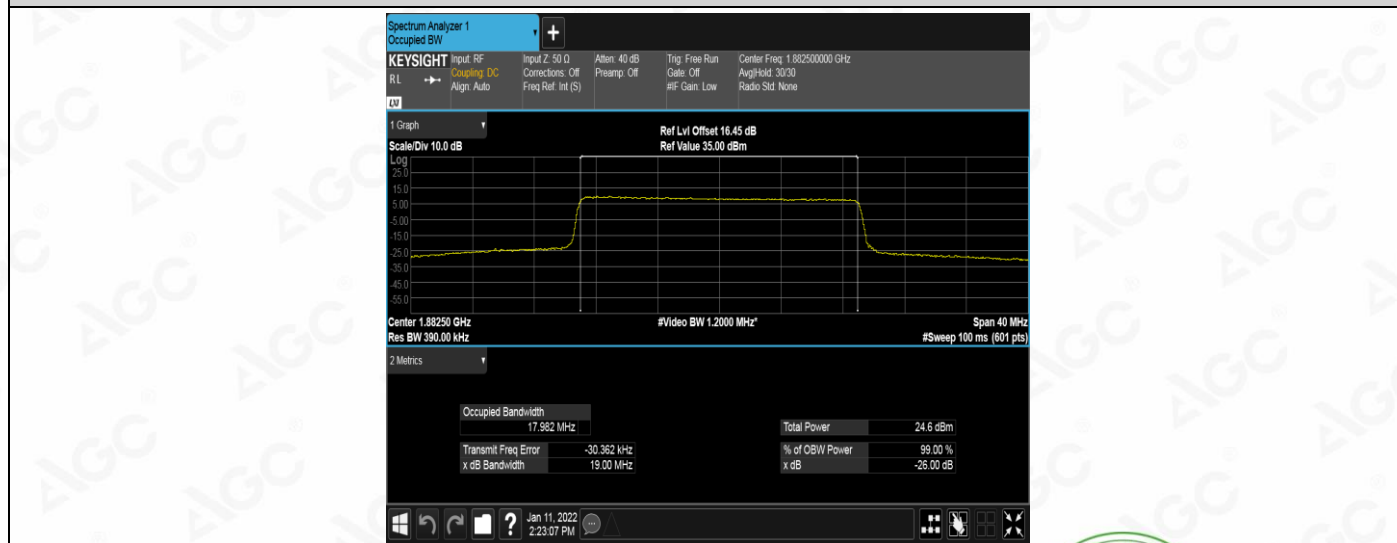 Spectrum Analyzer 1
Occupied BW
+
KEYSIGHT
RL
LXI
Input: RF
Coupling: DC
Align: Auto
Input Z: 50 Ω
Corrections: Off
Freq Ref: Int (S)
Atten: 40 dB
Preamp: Off
Trig: Free Run
Gate: Off
#IF Gain: Low
Center Freq: 1.882500000 GHz
Avg|Hold: 30/30
Radio Std: None
1 Graph
Scale/Div 10.0 dB
Ref Lvl Offset 16.45 dB
Ref Value 35.00 dBm
Log
25.0
15.0
5.00
-5.00
-15.0
-25.0
-35.0
-45.0
-55.0
Center 1.88250 GHz
#Video BW 1.2000 MHz*
Span 40 MHz
Res BW 390.00 kHz
#Sweep 100 ms (601 pts)
2 Metrics
Occupied Bandwidth
17.982 MHz
Transmit Freq Error -30.362 kHz
x dB Bandwidth 19.00 MHz
Total Power 24.6 dBm
% of OBW Power 99.00 %
x dB -26.00 dB
?
Jan 11, 2022
2:23:07 PM
AGC